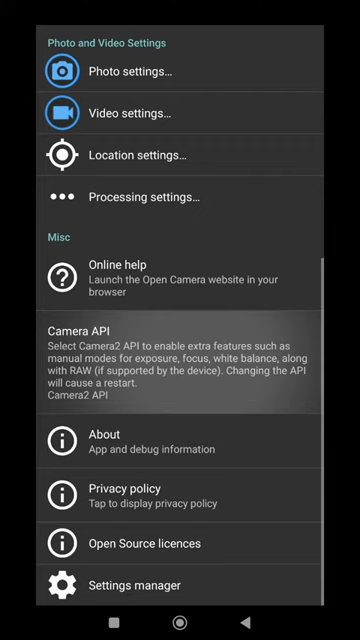 Photo and Video Settings
Photo settings...
Video settings...
Location settings...
Processing settings...
Misc
Online help
Launch the Open Camera website in your
browser
Camera API
Select Camera2 API to enable extra features such as
manual modes for exposure, focus, white balance, along
with RAW (if supported by the device). Changing the API
will cause a restart.
Camera2 API
About
App and debug information
Privacy policy
Tap to display privacy policy
Open Source licences
Settings manager